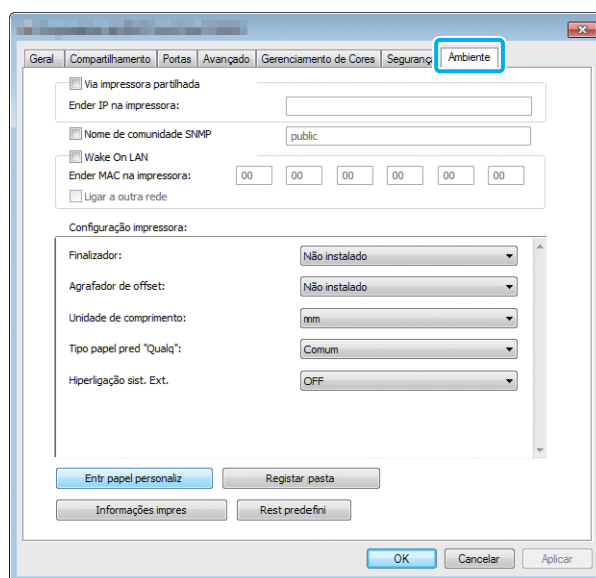 Geral Compartilhamento Portas Avançado Gerenciamento de Cores Segurança Ambiente
Via impressora partilhada
Ender IP na impressora:
Nome de comunidade SNMP public
Wake On LAN
Ender MAC na impressora: 00 00 00 00 00 00
Ligar a outra rede
Configuração impressora:
Finalizador: Não instalado
Agrafador de offset: Não instalado
Unidade de comprimento: mm
Tipo papel pred "Qualq": Comum
Hiperligação sist. Ext. OFF
Entr papel personaliz Registar pasta
Informações impres Rest predefini
OK Cancelar Aplicar